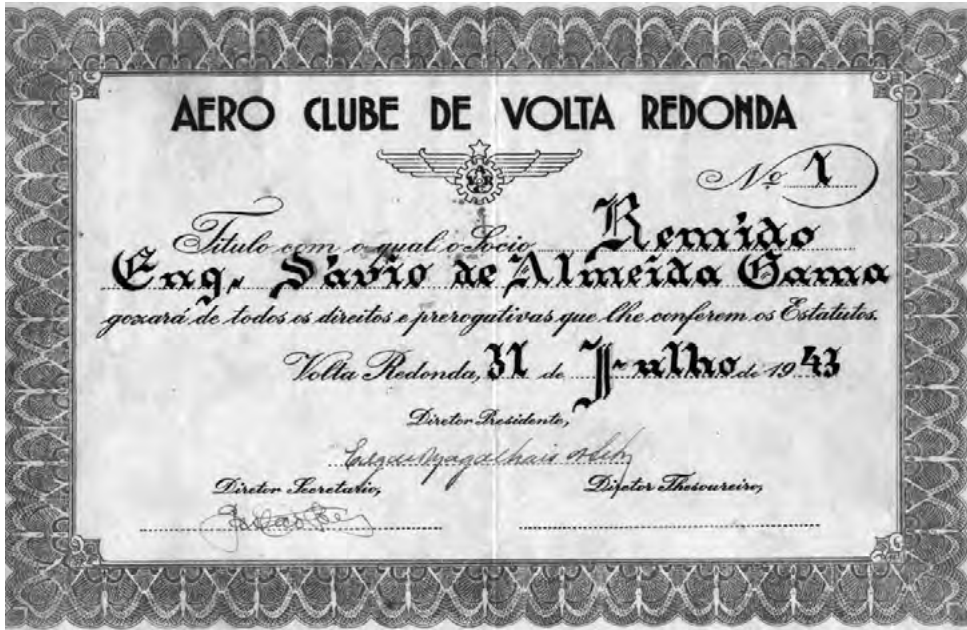 AERO CLUBE DE VOLTA REDONDA
Nº 1
Titulo com o qual o Socio Remido
Eng. Sávio de Almeida Gama
gozará de todos os direitos e prerogativas que lhe conferem os Estatutos.
Volta Redonda, 31 de Julho de 1943
Diretor Presidente,
Diretor Secretario,
Diretor Thesoureiro,